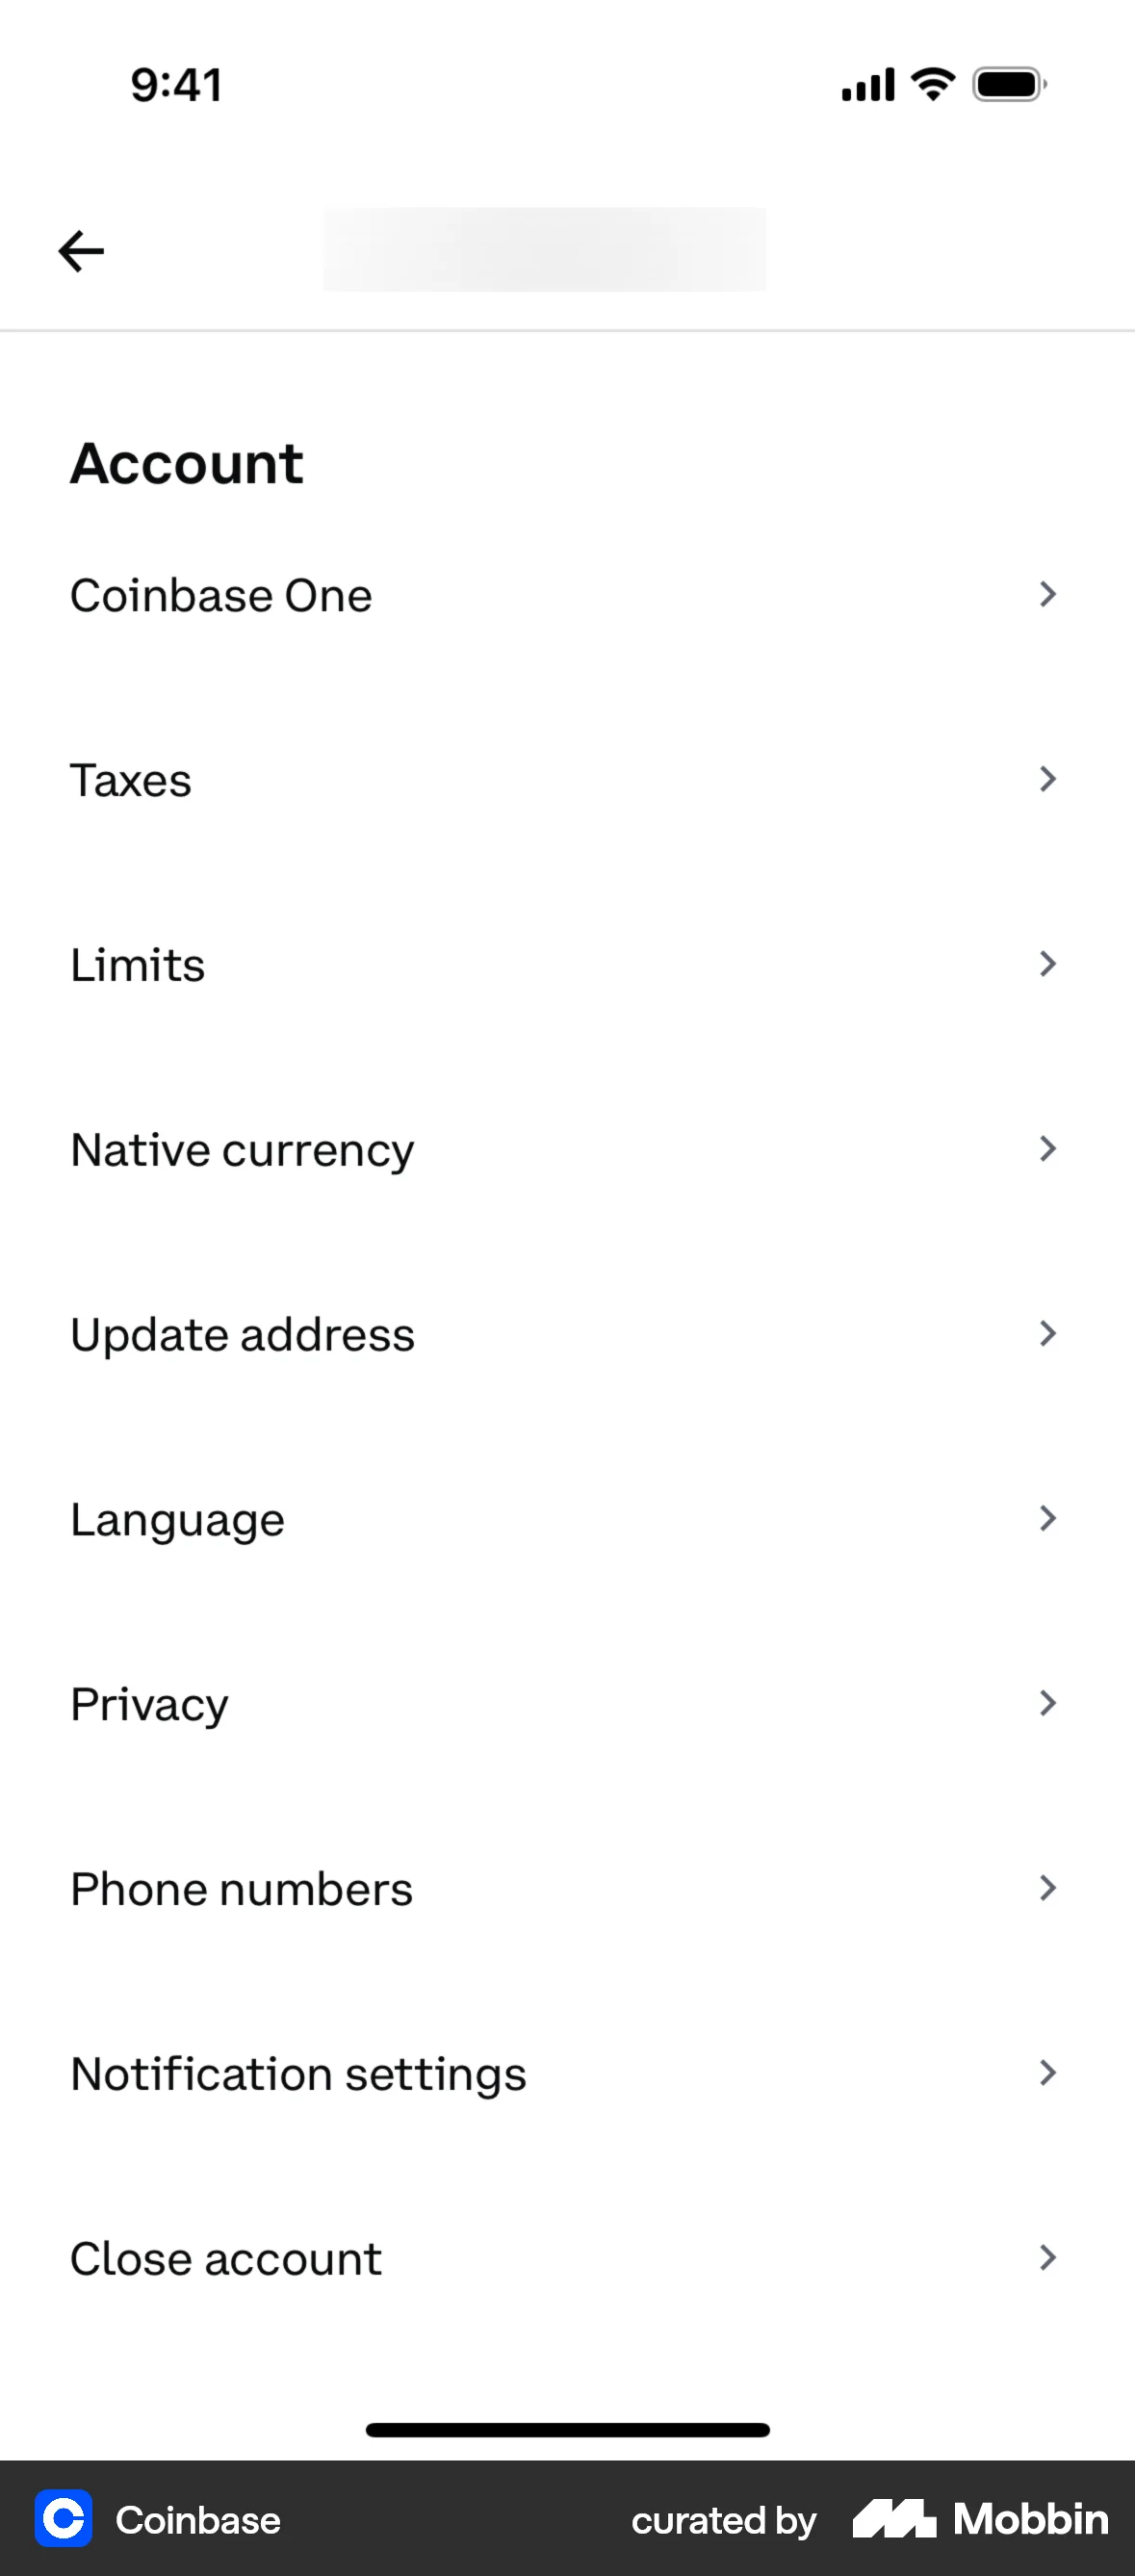 9:41
Account
Coinbase One
Taxes
Limits
Native currency
Update address
Language
Privacy
Phone numbers
Notification settings
Close account
Coinbase
curated by Mobbin